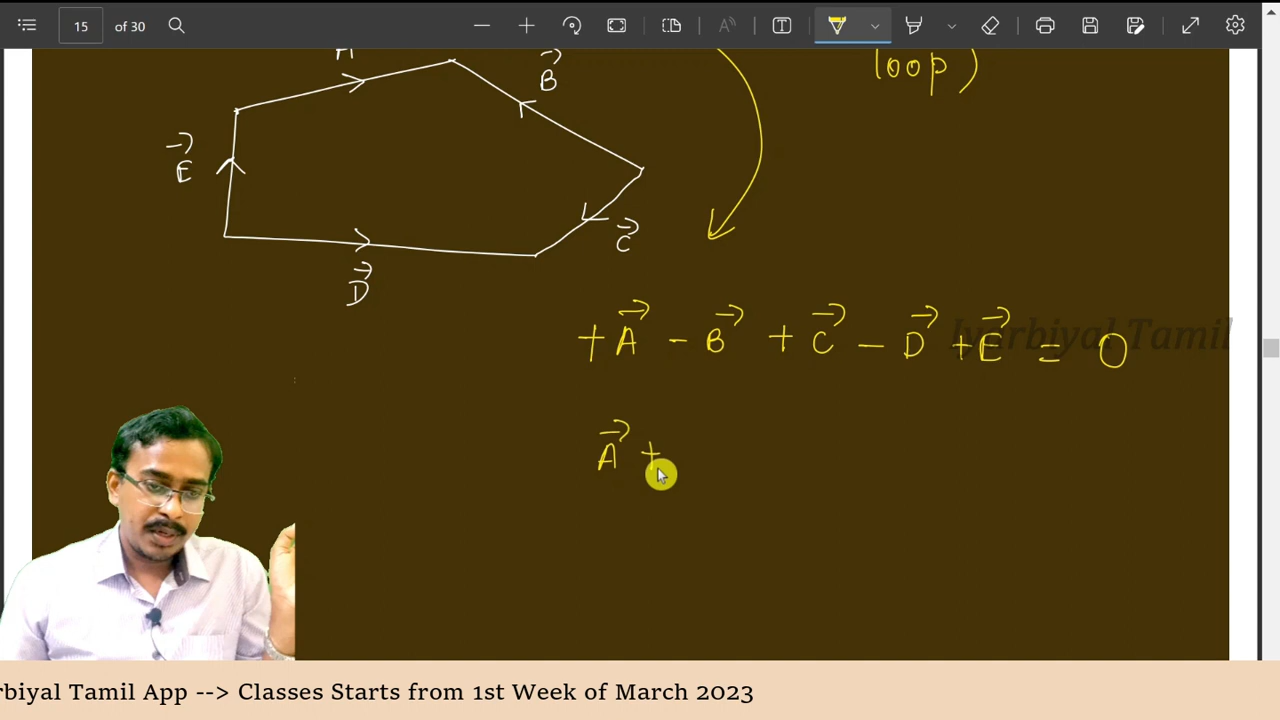 15 of 30
A
B⃗
loop)
E⃗
C⃗
D⃗
+A⃗ - B⃗ + C⃗ - D⃗ + E⃗ = 0
Iyarbiyal Tamil
A⃗ +
rbiyal Tamil App --> Classes Starts from 1st Week of March 2023